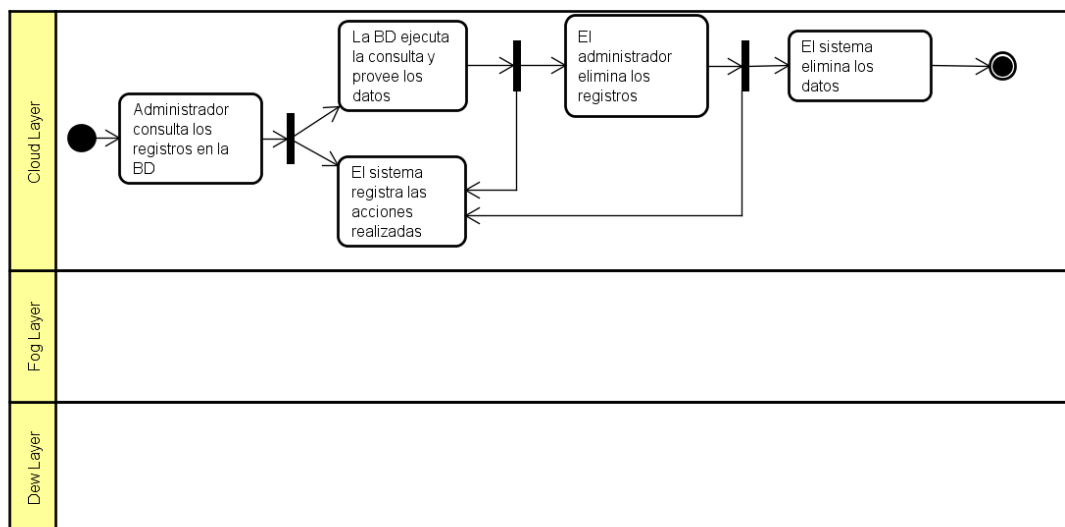 Cloud Layer
Administrador
consulta los
registros en la
BD
La BD ejecuta
la consulta y
provee los
datos
El sistema
registra las
acciones
realizadas
El
administrador
elimina los
registros
El sistema
elimina los
datos
Fog Layer
Dew Layer